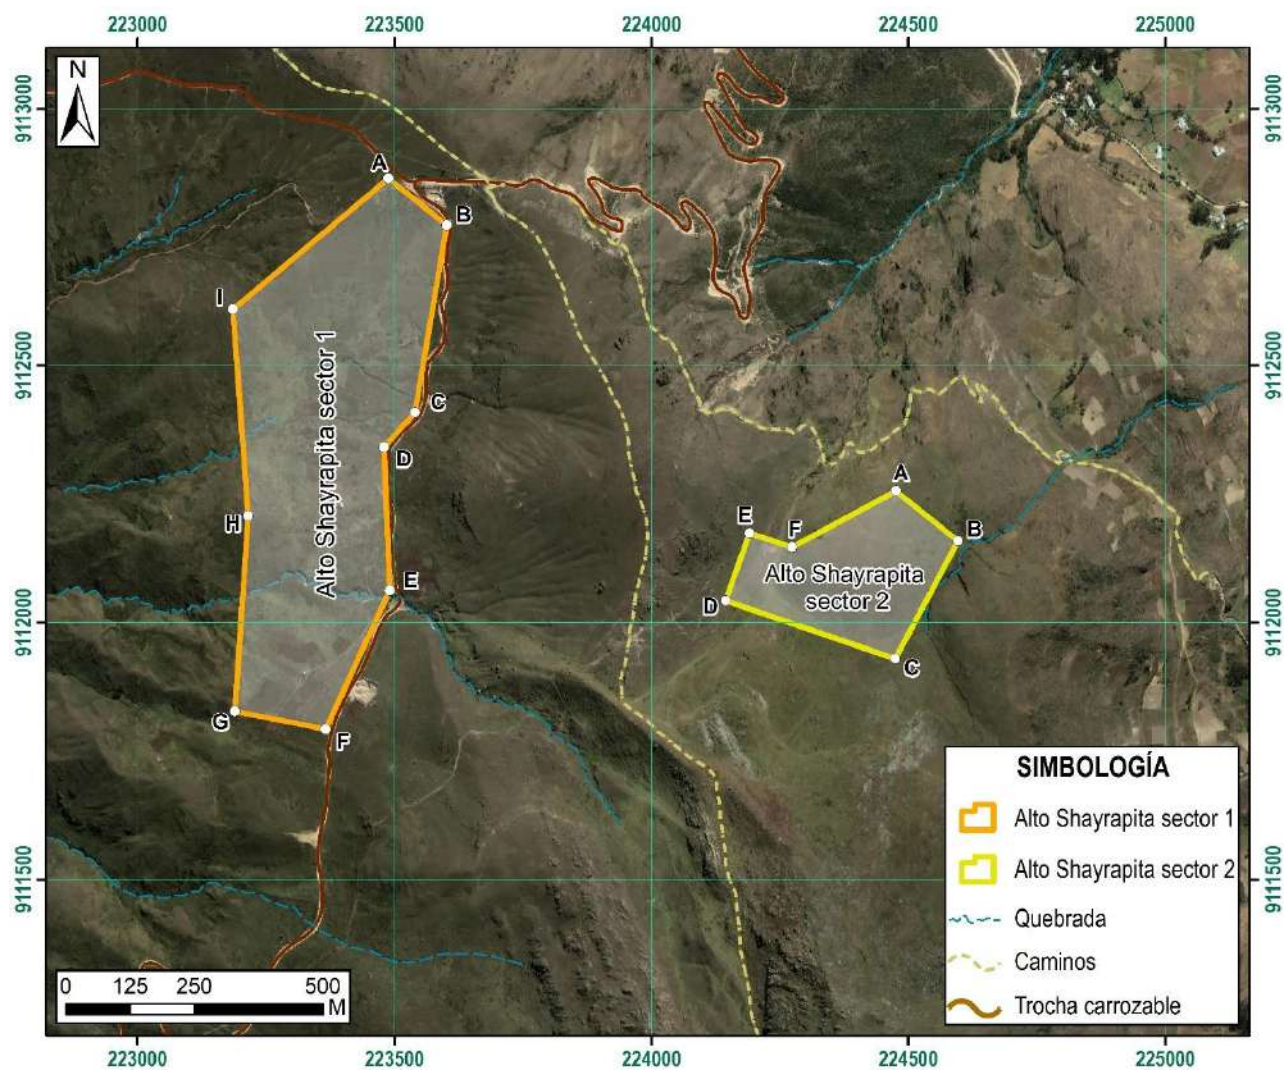 223000 223500 224000 224500 225000
N
9113000
9113000
A
B
I
9112500
9112500
Alto Shayrapita sector 1
C
D
A
H
E
F
B
Alto Shayrapita
sector 2
E
D
9112000
9112000
C
G
F
SIMBOLOGÍA
Alto Shayrapita sector 1
Alto Shayrapita sector 2
9111500
9111500
Quebrada
Caminos
Trocha carrozable
0 125 250 500
M
223000 223500 224000 224500 225000